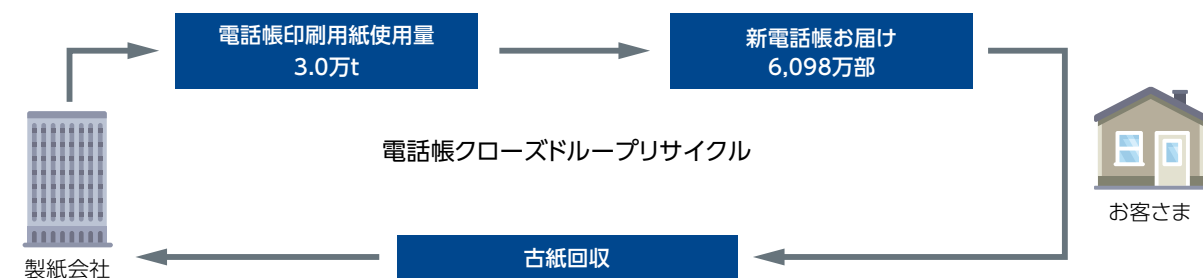 電話帳印刷用紙使用量
3.0万t
新電話帳お届け
6,098万部
電話帳クローズドループリサイクル
お客さま
古紙回収
製紙会社